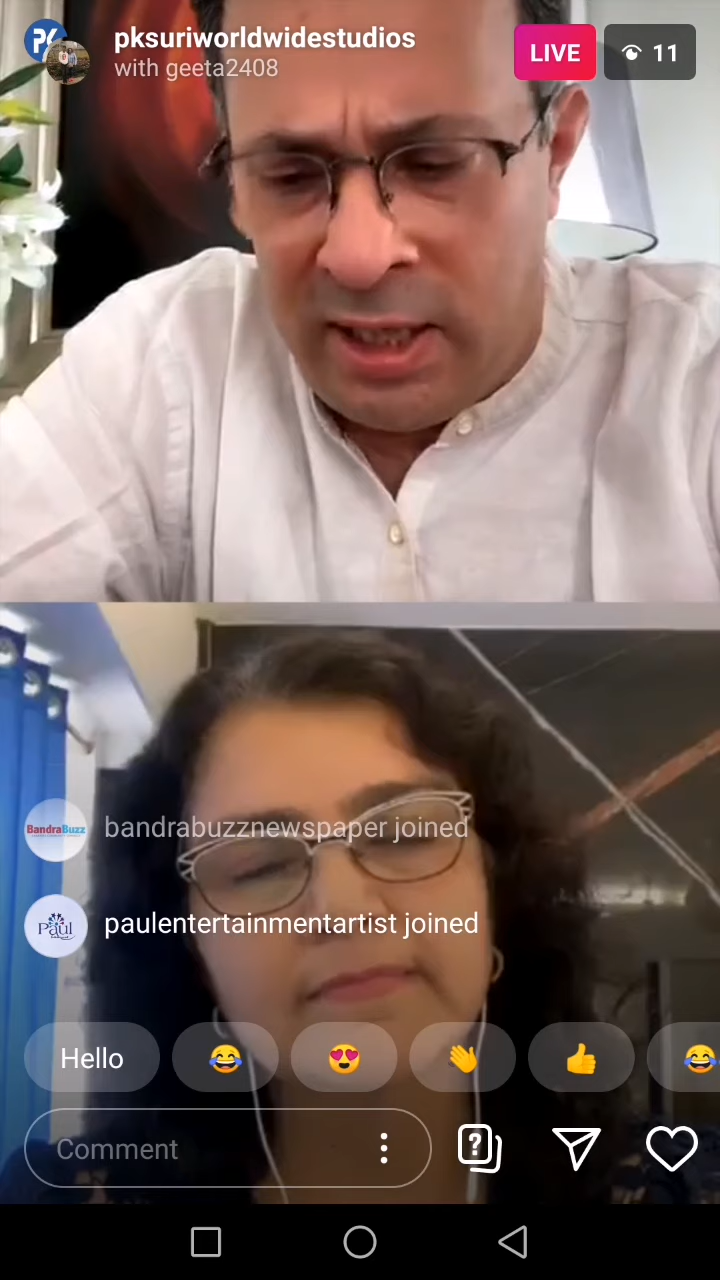 pksuriworldwidestudios
with geeta2408
LIVE
11
BandraBuzz
bandrabuzznewspaper joined
Paul
paulentertainmentartist joined
Hello
Comment